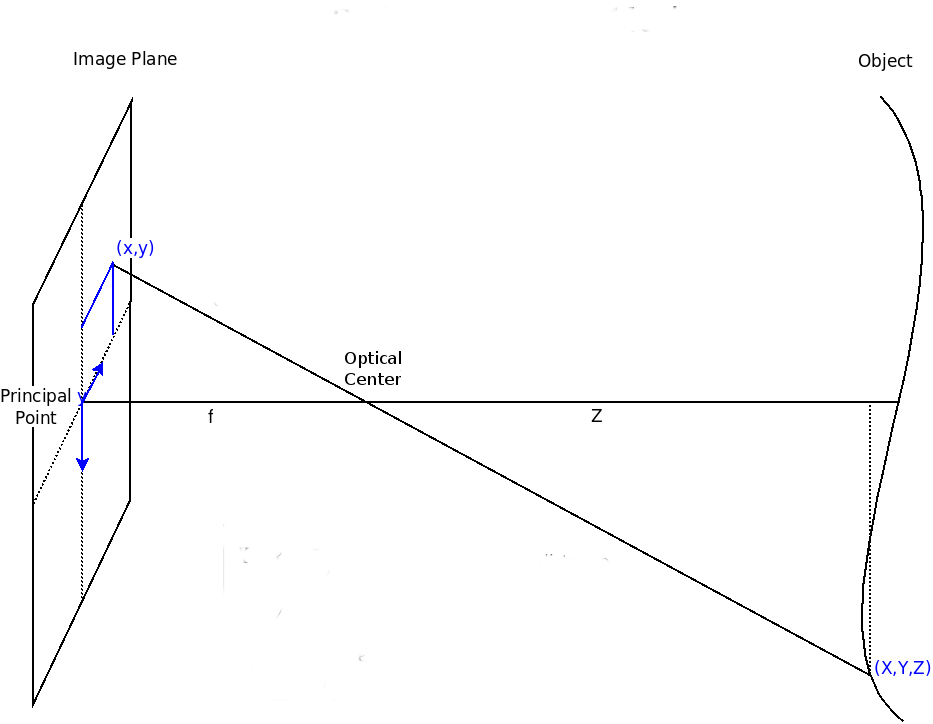 Image Plane
Object
(x,y)
Optical
Center
Principal
Point
f
Z
(X,Y,Z)